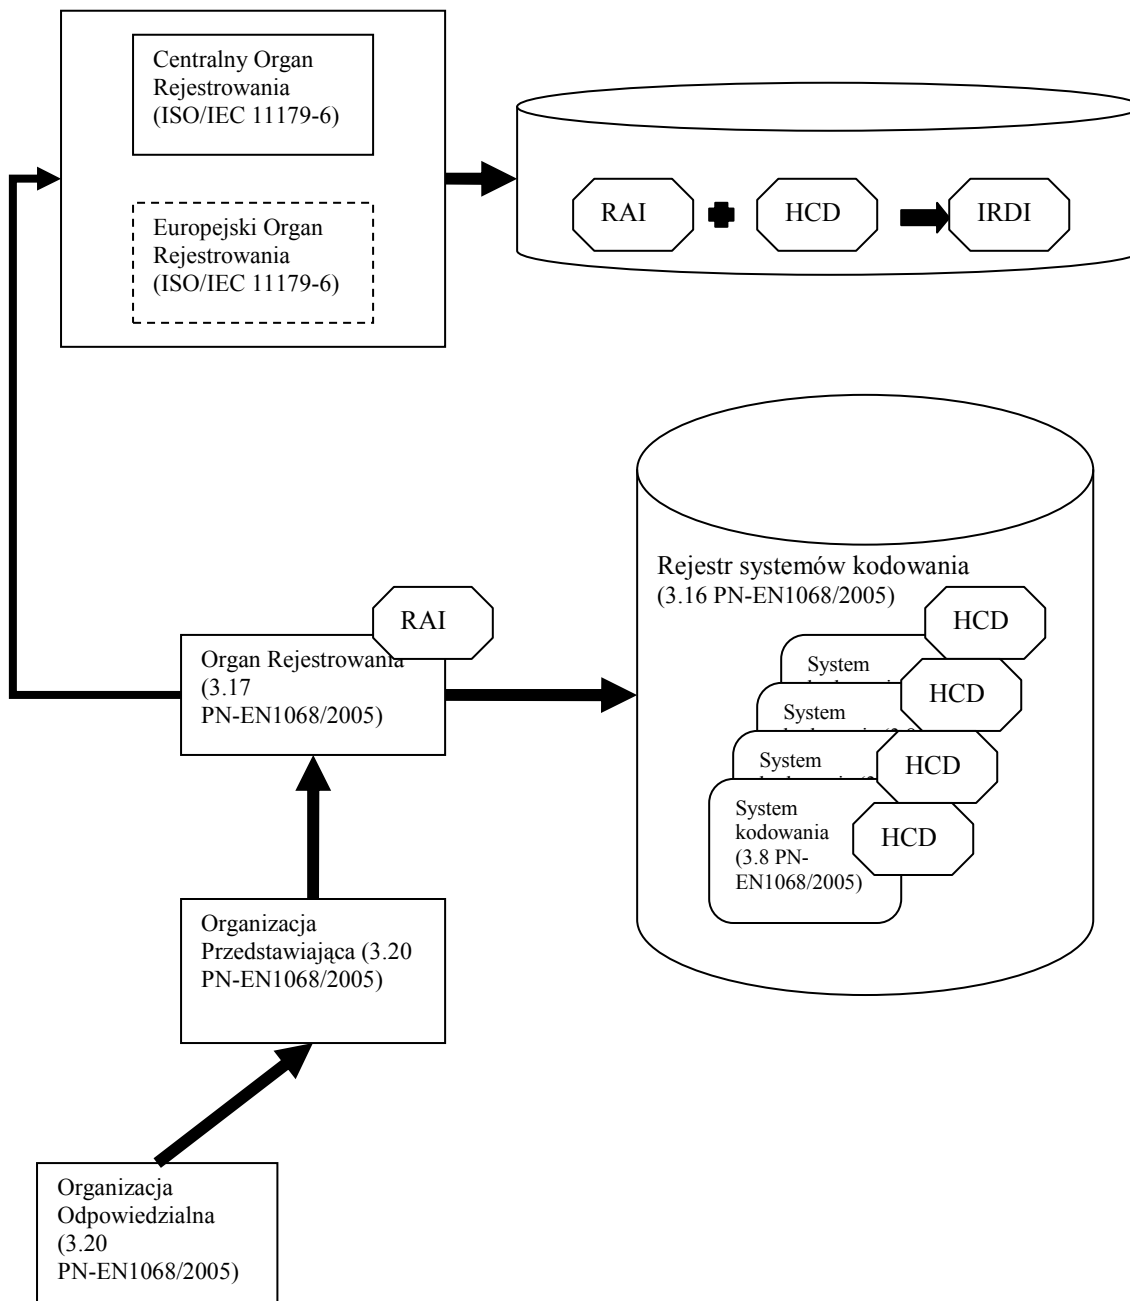 Centralny Organ
Rejestrowania
(ISO/IEC 11179-6)
Europejski Organ
Rejestrowania
(ISO/IEC 11179-6)
RAI
HCD
IRDI
Rejestr systemów kodowania
(3.16 PN-EN1068/2005)
RAI
Organ Rejestrowania
(3.17
PN-EN1068/2005)
HCD
System
HCD
System
HCD
System
HCD
System
kodowania
(3.8 PN-
EN1068/2005)
Organizacja
Przedstawiająca (3.20
PN-EN1068/2005)
Organizacja
Odpowiedzialna
(3.20
PN-EN1068/2005)